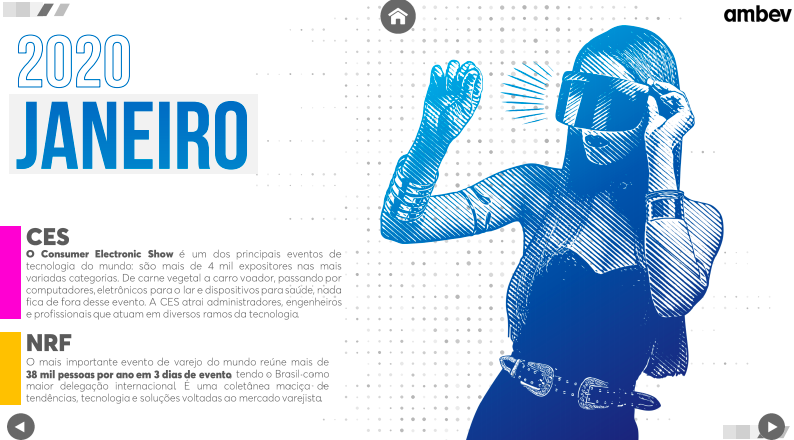 ambev
2020
JANEIRO
CES
O Consumer Electronic Show é um dos principais eventos de
tecnologia do mundo: são mais de 4 mil expositores nas mais
variadas categorias. De carne vegetal a carro voador, passando por
computadores, eletrônicos para o lar e dispositivos para saúde, nada
fica de fora desse evento. A CES atrai administradores, engenheiros
e profissionais que atuam em diversos ramos da tecnologia.
NRF
O mais importante evento de varejo do mundo reúne mais de
38 mil pessoas por ano em 3 dias de evento, tendo o Brasil como
maior delegação internacional. É uma coletânea maciça de
tendências, tecnologia e soluções voltadas ao mercado varejista.